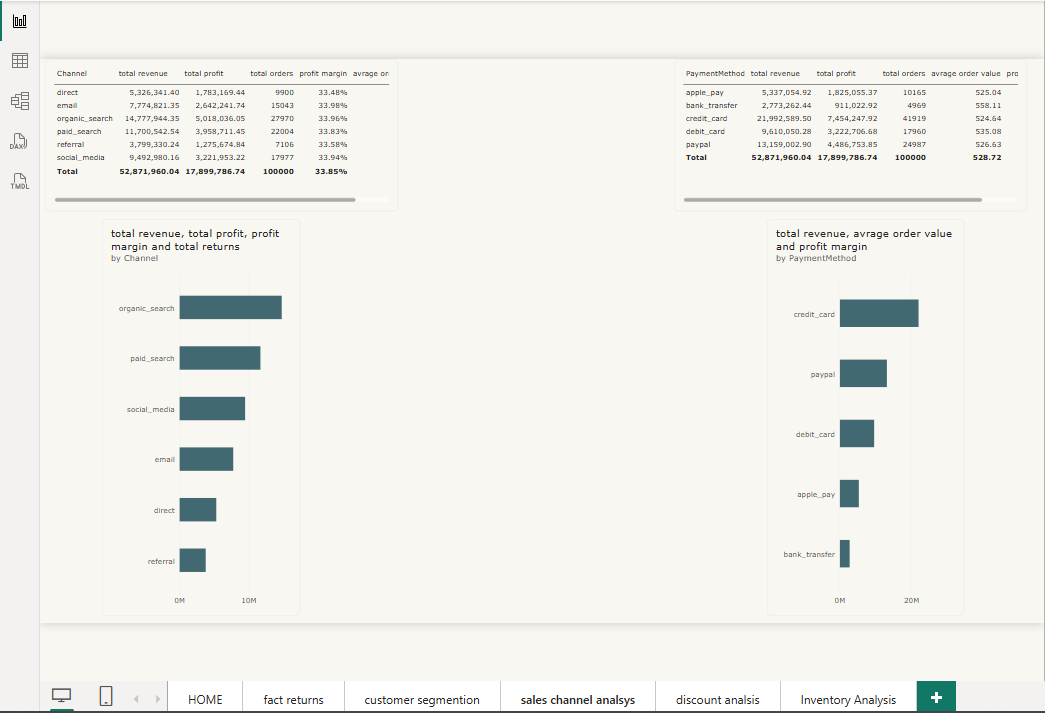 DAX
TMDL
Channel total revenue total profit total orders profit margin avrage or
direct 5,326,341.40 1,783,169.44 9900 33.48%
email 7,774,821.35 2,642,241.74 15043 33.98%
organic_search 14,777,944.35 5,018,036.05 27970 33.96%
paid_search 11,700,542.54 3,958,711.45 22004 33.83%
referral 3,799,330.24 1,275,674.84 7106 33.58%
social_media 9,492,980.16 3,221,953.22 17977 33.94%
Total 52,871,960.04 17,899,786.74 100000 33.85%
PaymentMethod total revenue total profit total orders avrage order value pro
apple_pay 5,337,054.92 1,825,055.37 10165 525.04
bank_transfer 2,773,262.44 911,022.92 4969 558.11
credit_card 21,992,589.50 7,454,247.92 41919 524.64
debit_card 9,610,050.28 3,222,706.68 17960 535.08
paypal 13,159,002.90 4,486,753.85 24987 526.63
Total 52,871,960.04 17,899,786.74 100000 528.72
total revenue, total profit, profit
margin and total returns
by Channel
organic_search
paid_search
social_media
email
direct
referral
0M 10M
total revenue, avrage order value
and profit margin
by PaymentMethod
credit_card
paypal
debit_card
apple_pay
bank_transfer
0M 20M
HOME fact returns customer segmention sales channel analsys discount analsis Inventory Analysis